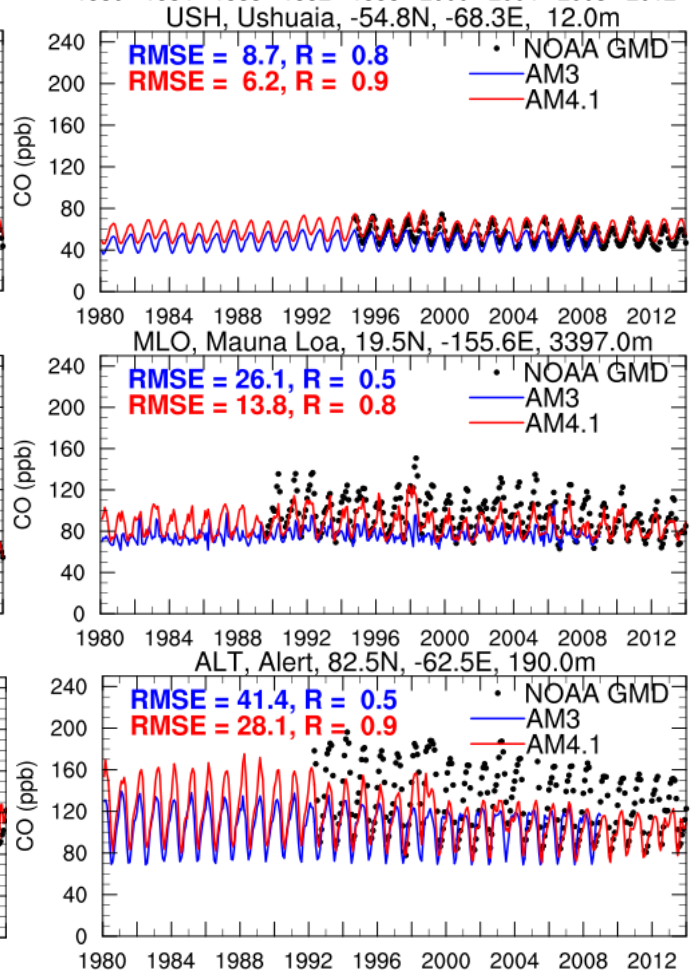 USH, Ushuaia, -54.8N, -68.3E, 12.0m
240
200
160
120
80
40
0
CO (ppb)
RMSE = 8.7, R = 0.8
RMSE = 6.2, R = 0.9
NOAA GMD
AM3
AM4.1
1980 1984 1988 1992 1996 2000 2004 2008 2012
MLO, Mauna Loa, 19.5N, -155.6E, 3397.0m
240
200
160
120
80
40
0
CO (ppb)
RMSE = 26.1, R = 0.5
RMSE = 13.8, R = 0.8
NOAA GMD
AM3
AM4.1
1980 1984 1988 1992 1996 2000 2004 2008 2012
ALT, Alert, 82.5N, -62.5E, 190.0m
240
200
160
120
80
40
0
CO (ppb)
RMSE = 41.4, R = 0.5
RMSE = 28.1, R = 0.9
NOAA GMD
AM3
AM4.1
1980 1984 1988 1992 1996 2000 2004 2008 2012